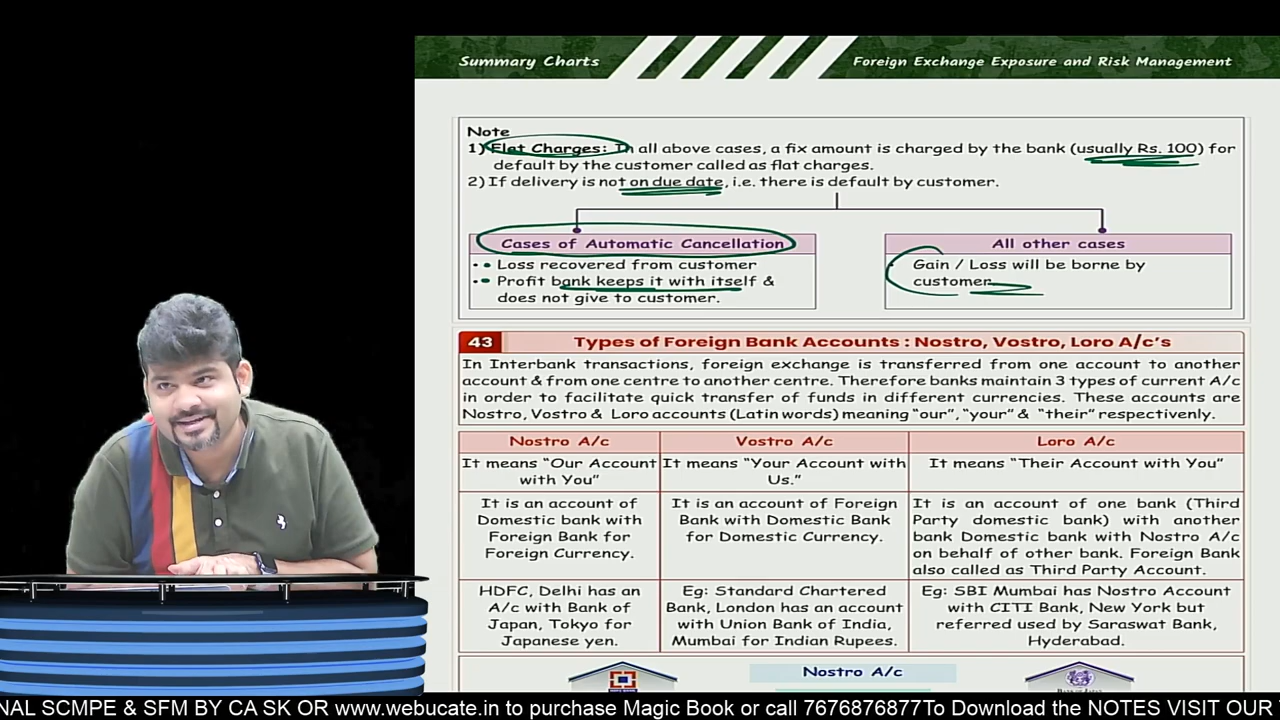 Summary Charts
Foreign Exchange Exposure and Risk Management
Note
1) Flat Charges: In all above cases, a fix amount is charged by the bank (usually Rs. 100) for
default by the customer called as flat charges.
2) If delivery is not on due date, i.e. there is default by customer.
Cases of Automatic Cancellation
• Loss recovered from customer
• Profit bank keeps it with itself &
does not give to customer.
All other cases
Gain / Loss will be borne by
customer
43
Types of Foreign Bank Accounts : Nostro, Vostro, Loro A/c's
In Interbank transactions, foreign exchange is transferred from one account to another
account & from one centre to another centre. Therefore banks maintain 3 types of current A/c
in order to facilitate quick transfer of funds in different currencies. These accounts are
Nostro, Vostro & Loro accounts (Latin words) meaning "our", "your" & "their" respectivenly.
Nostro A/c
Vostro A/c
Loro A/c
It means "Our Account
with You"
It means "Your Account with
Us."
It means "Their Account with You"
It is an account of
Domestic bank with
Foreign Bank for
Foreign Currency.
It is an account of Foreign
Bank with Domestic Bank
for Domestic Currency.
It is an account of one bank (Third
Party domestic bank) with another
bank Domestic bank with Nostro A/c
on behalf of other bank. Foreign Bank
also called as Third Party Account.
HDFC, Delhi has an
A/c with Bank of
Japan, Tokyo for
Japanese yen.
Eg: Standard Chartered
Bank, London has an account
with Union Bank of India,
Mumbai for Indian Rupees.
Eg: SBI Mumbai has Nostro Account
with CITI Bank, New York but
referred used by Saraswat Bank,
Hyderabad.
Nostro A/c
NAL SCMPE & SFM BY CA SK OR www.webucate.in to purchase Magic Book or call 7676876877To Download the NOTES VISIT OUR